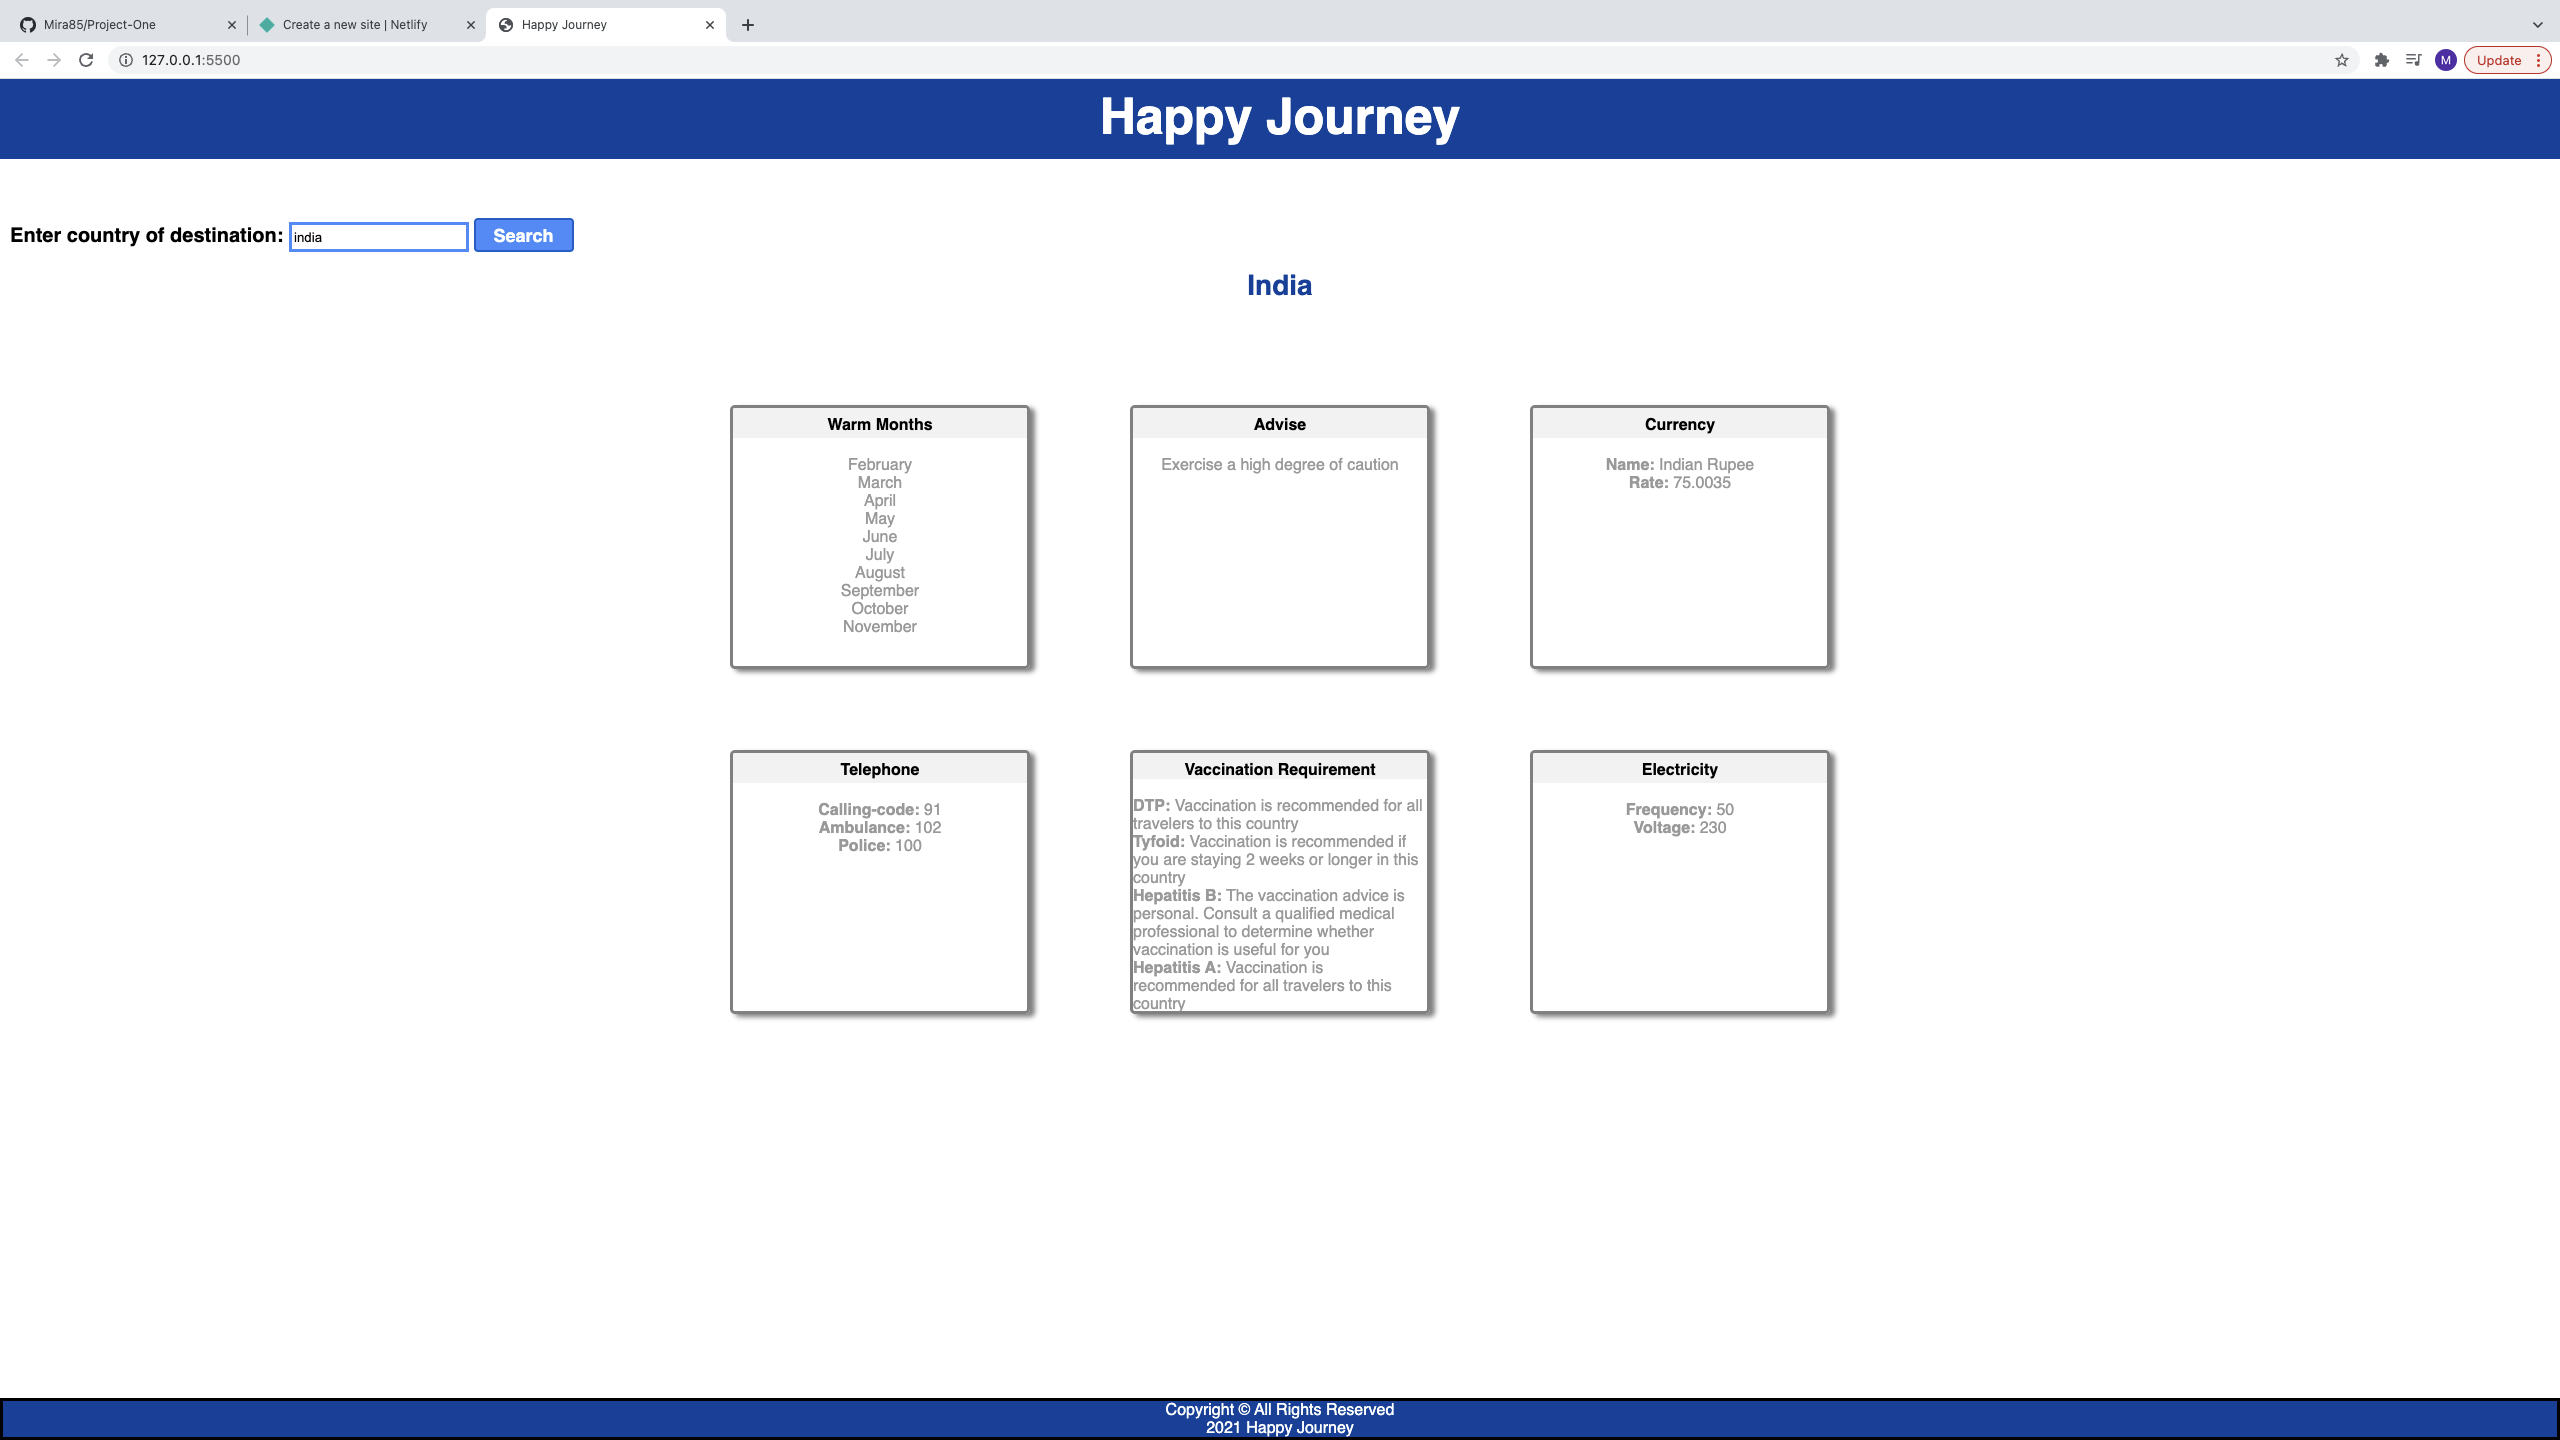 Mira85/Project-One
Create a new site | Netlify
Happy Journey
127.0.0.1:5500
M
Update
Happy Journey
Enter country of destination: india Search
India
Warm Months
February
March
April
May
June
July
August
September
October
November
Advise
Exercise a high degree of caution
Currency
Name: Indian Rupee
Rate: 75.0035
Telephone
Calling-code: 91
Ambulance: 102
Police: 100
Vaccination Requirement
DTP: Vaccination is recommended for all
travelers to this country
Tyfoid: Vaccination is recommended if
you are staying 2 weeks or longer in this
country
Hepatitis B: The vaccination advice is
personal. Consult a qualified medical
professional to determine whether
vaccination is useful for you
Hepatitis A: Vaccination is
recommended for all travelers to this
country
Electricity
Frequency: 50
Voltage: 230
Copyright © All Rights Reserved
2021 Happy Journey